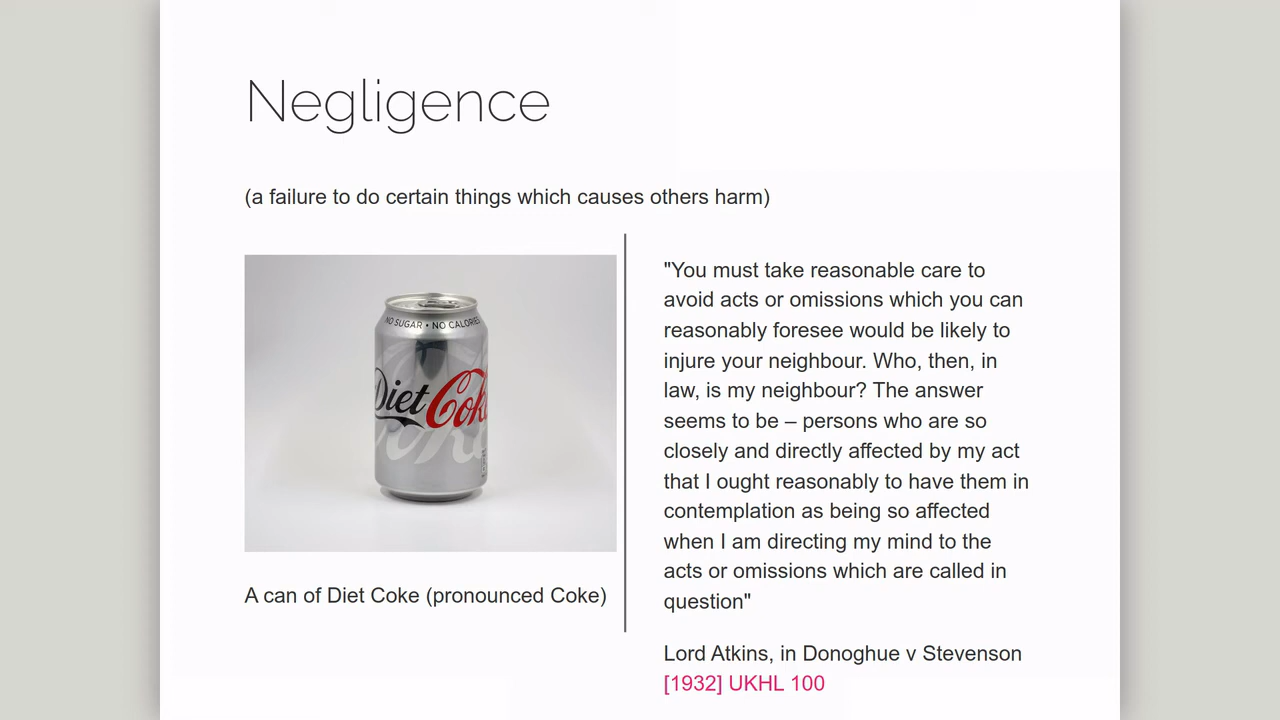 Negligence
(a failure to do certain things which causes others harm)
NO SUGAR • NO CALORIES
Diet Coke
A can of Diet Coke (pronounced Coke)
"You must take reasonable care to
avoid acts or omissions which you can
reasonably foresee would be likely to
injure your neighbour. Who, then, in
law, is my neighbour? The answer
seems to be – persons who are so
closely and directly affected by my act
that I ought reasonably to have them in
contemplation as being so affected
when I am directing my mind to the
acts or omissions which are called in
question"
Lord Atkins, in Donoghue v Stevenson
[1932] UKHL 100